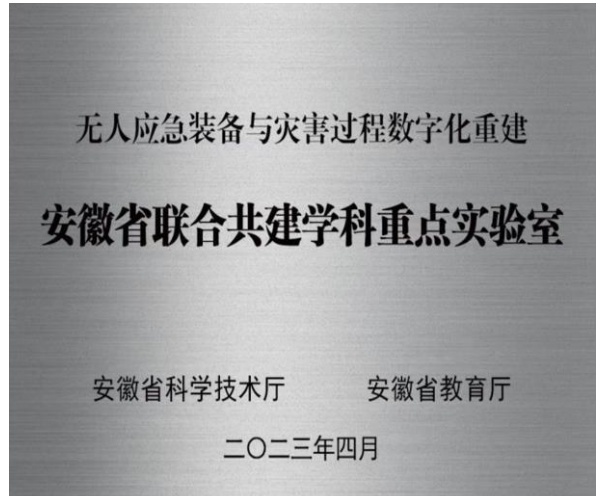 无人应急装备与灾害过程数字化重建
安徽省联合共建学科重点实验室
安徽省科学技术厅 安徽省教育厅
二〇二三年四月